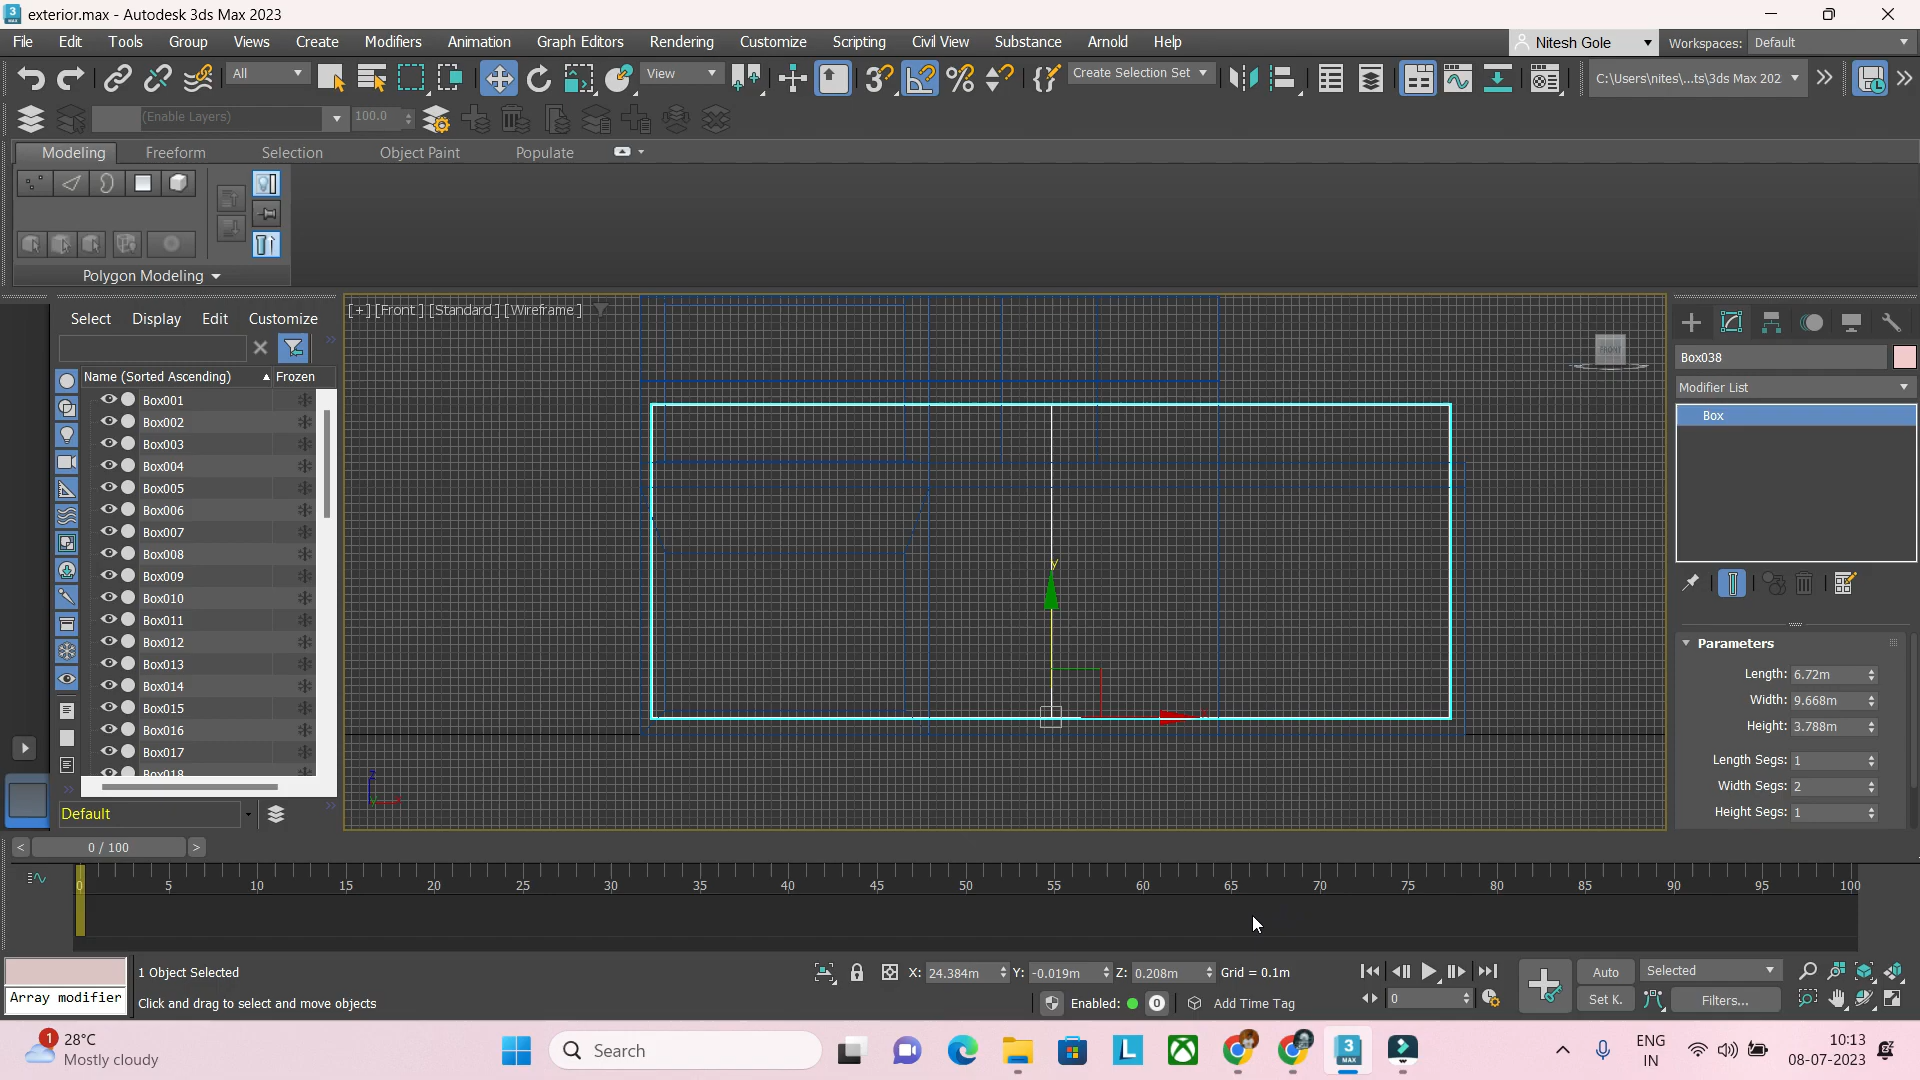 exterior.max - Autodesk 3ds Max 2023
File Edit Tools Group Views Create Modifiers Animation Graph Editors Rendering Customize Scripting Civil View Substance Arnold Help
Nitesh Gole Workspaces: Default
All View Create Selection Set C:\Users\nites\...ts\3ds Max 202
(Enable Layers) 100.0
Modeling Freeform Selection Object Paint Populate
Polygon Modeling
Select Display Edit Customize
Name (Sorted Ascending) Frozen
Box001
Box002
Box003
Box004
Box005
Box006
Box007
Box008
Box009
Box010
Box011
Box012
Box013
Box014
Box015
Box016
Box017
Box018
Default
[+] [Front ] [Standard ] [Wireframe ]
FRONT
y
z
Box038
Modifier List
Box
Parameters
Length: 6.72m
Width: 9.668m
Height: 3.788m
Length Segs: 1
Width Segs: 2
Height Segs: 1
< 0 / 100 >
0 5 10 15 20 25 30 35 40 45 50 55 60 65 70 75 80 85 90 95 100
Array modifier
1 Object Selected
Click and drag to select and move objects
X: 24.384m Y: -0.019m Z: 0.208m Grid = 0.1m
Enabled: 0 Add Time Tag
0
Auto Selected
Set K. Filters...
1 28°C
Mostly cloudy
Search
ENG
IN
10:13
08-07-2023